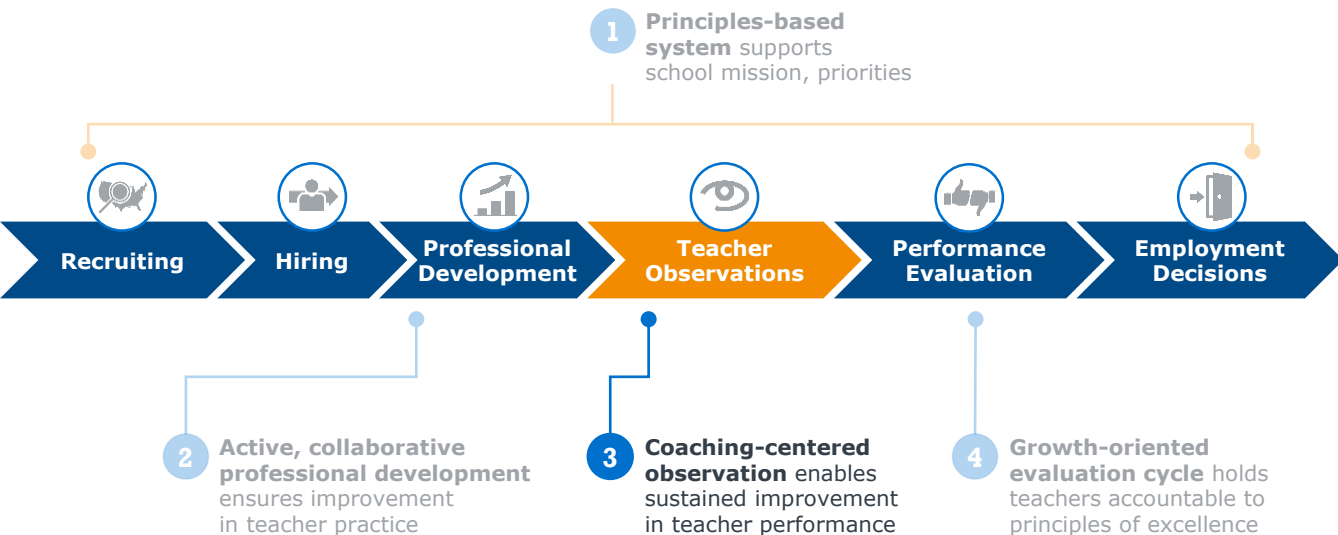 1
Principles-based
system supports
school mission, priorities
Recruiting
Hiring
Professional
Development
Teacher
Observations
Performance
Evaluation
Employment
Decisions
2
Active, collaborative
professional development
ensures improvement
in teacher practice
3
Coaching-centered
observation enables
sustained improvement
in teacher performance
4
Growth-oriented
evaluation cycle holds
teachers accountable to
principles of excellence